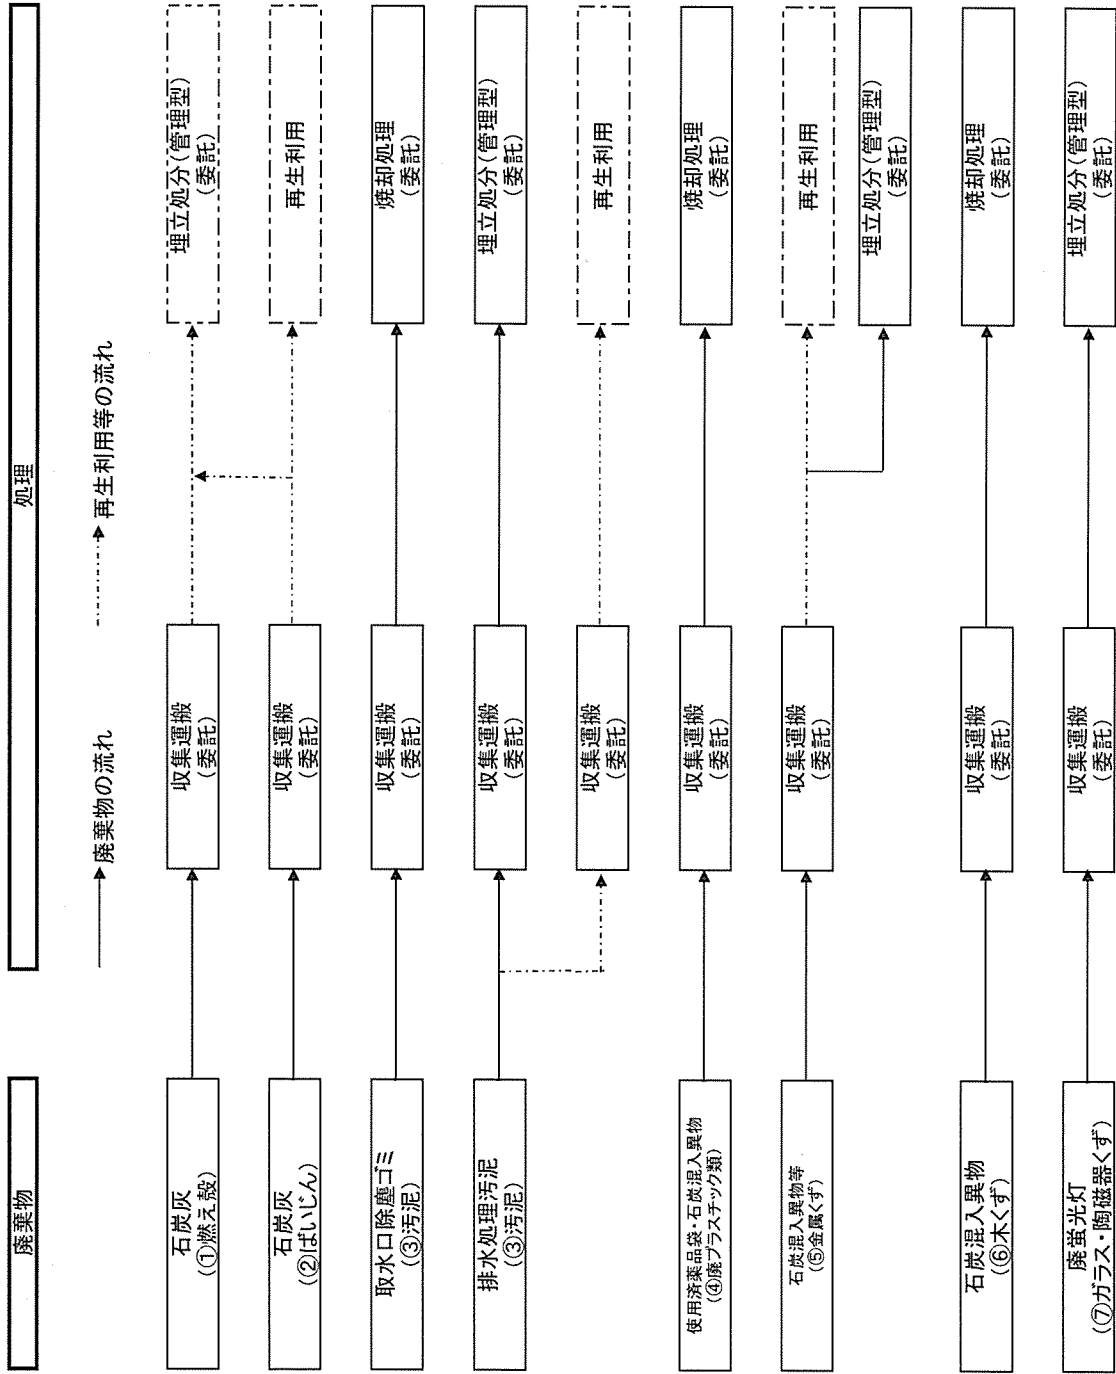 廃棄物
処理
廃棄物の流れ
再生利用等の流れ
石炭灰
(①燃え殻)
収集運搬
(委託)
埋立処分(管理型)
(委託)
石炭灰
(②ばいじん)
収集運搬
(委託)
再生利用
取水口除塵ゴミ
(③汚泥)
収集運搬
(委託)
焼却処理
(委託)
排水処理汚泥
(③汚泥)
収集運搬
(委託)
埋立処分(管理型)
(委託)
収集運搬
(委託)
再生利用
使用済薬品袋・石炭混入異物
(④廃プラスチック類)
収集運搬
(委託)
焼却処理
(委託)
石炭混入異物等
(⑤金属くず)
収集運搬
(委託)
再生利用
埋立処分(管理型)
(委託)
石炭混入異物
(⑥木くず)
収集運搬
(委託)
焼却処理
(委託)
廃蛍光灯
(⑦ガラス・陶磁器くず)
収集運搬
(委託)
埋立処分(管理型)
(委託)